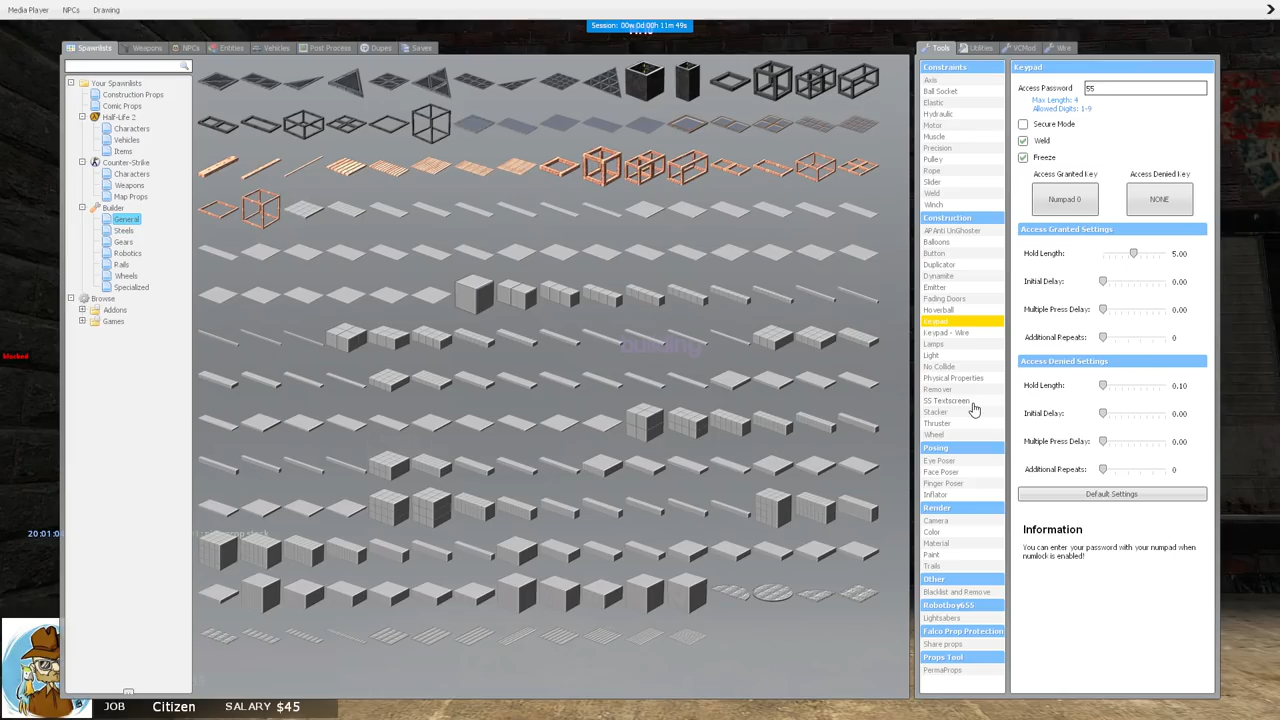 Media Player NPCs Drawing
Session: 00w 0d 00h 11m 49s
Spawnlists Weapons NPCs Entities Vehicles Post Process Dupes Saves
Your Spawnlists
Construction Props
Comic Props
Half-Life 2
Characters
Vehicles
Items
Counter-Strike
Characters
Weapons
Map Props
Builder
General
Steels
Gears
Robotics
Rails
Wheels
Specialized
Browse
Addons
Games
blocked
building
20:01:0
JOB Citizen SALARY $45
Tools Utilities VCMod Wire
Constraints
Axis
Ball Socket
Elastic
Hydraulic
Motor
Muscle
Precision
Pulley
Rope
Slider
Weld
Winch
Construction
APAnti UnGhoster
Balloons
Button
Duplicator
Dynamite
Emitter
Fading Doors
Hoverball
Keypad
Keypad - Wire
Lamps
Light
No Collide
Physical Properties
Remover
SS Textscreen
Stacker
Thruster
Wheel
Posing
Eye Poser
Face Poser
Finger Poser
Inflator
Render
Camera
Color
Material
Paint
Trails
Other
Blacklist and Remove
Robotboy655
Lightsabers
Falco Prop Protection
Share props
Props Tool
PermaProps
Keypad
Access Password 55
Max Length: 4
Allowed Digits: 1-9
Secure Mode
Weld
Freeze
Access Granted Key Access Denied Key
Numpad 0 NONE
Access Granted Settings
Hold Length: 5.00
Initial Delay: 0.00
Multiple Press Delay: 0.00
Additional Repeats: 0
Access Denied Settings
Hold Length: 0.10
Initial Delay: 0.00
Multiple Press Delay: 0.00
Additional Repeats: 0
Default Settings
Information
You can enter your password with your numpad when
numlock is enabled!